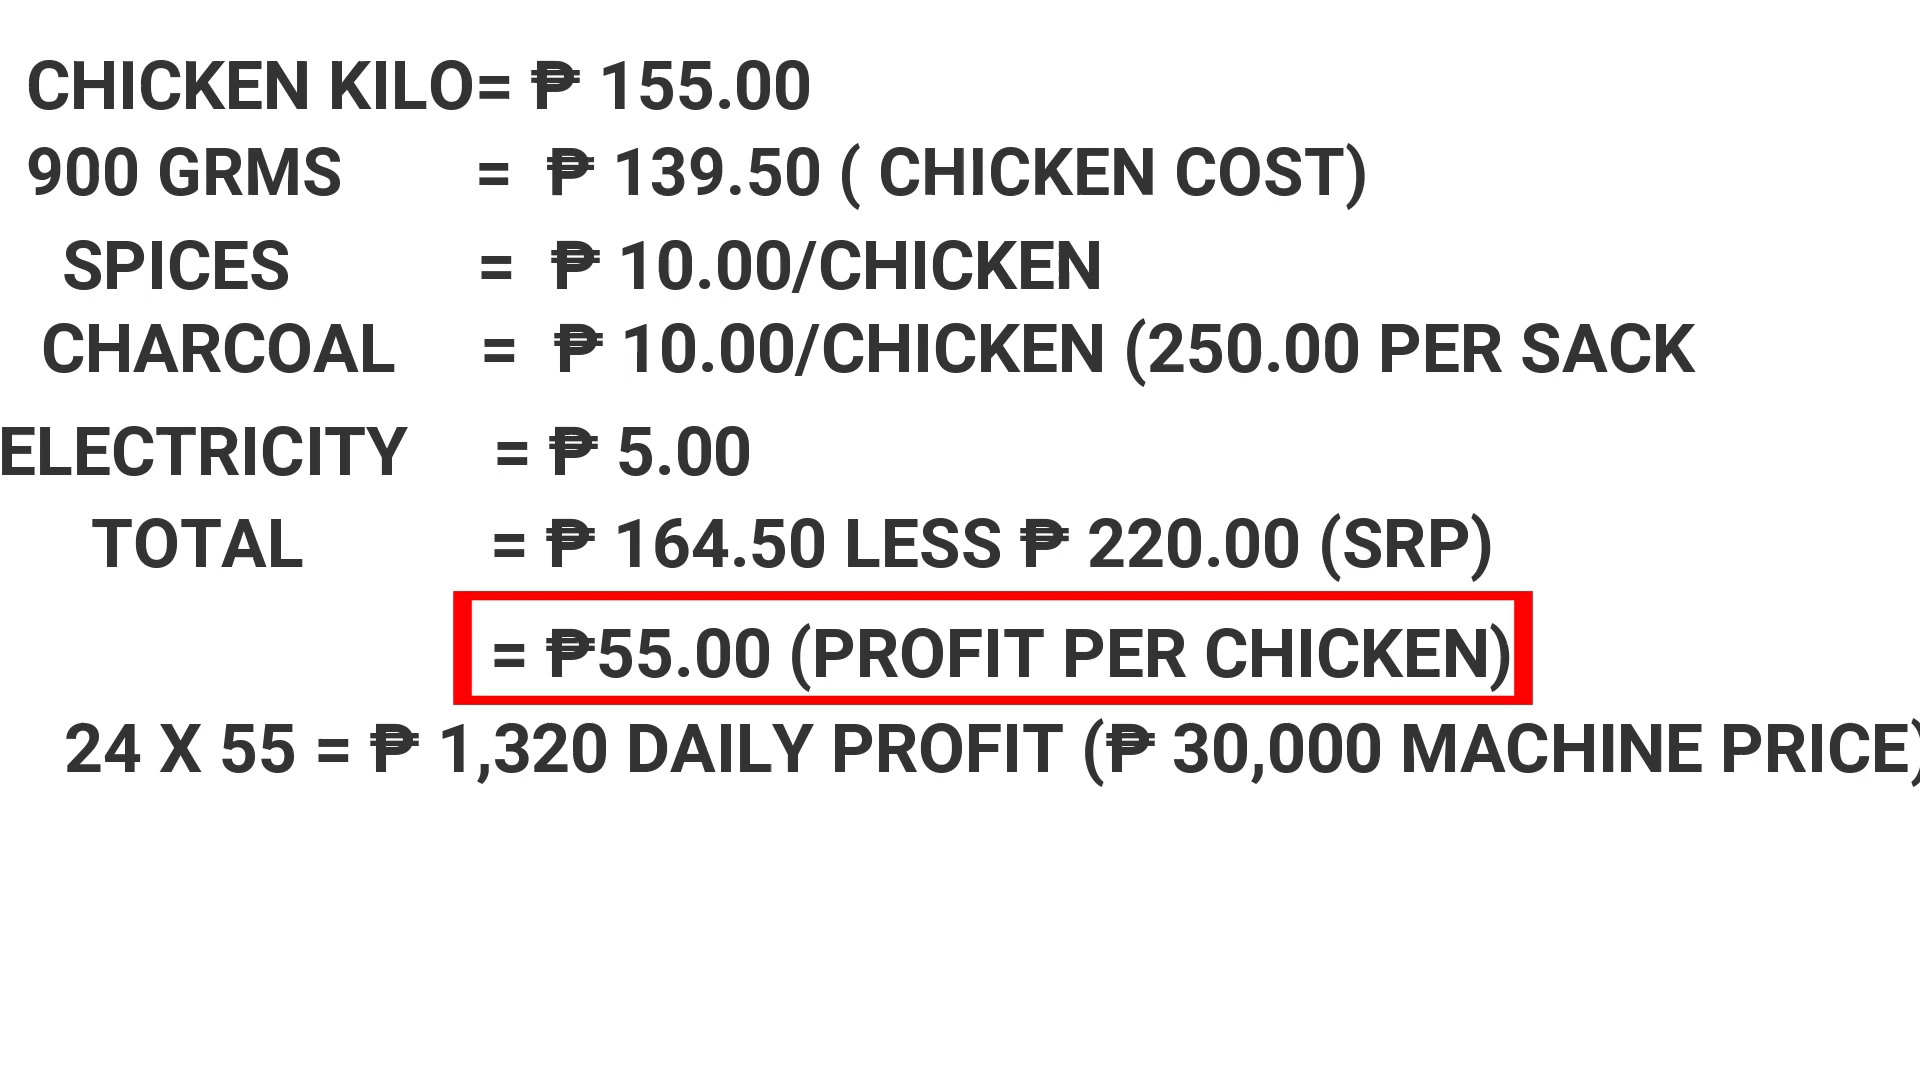 CHICKEN KILO= ₱ 155.00
900 GRMS = ₱ 139.50 ( CHICKEN COST)
SPICES = ₱ 10.00/CHICKEN
CHARCOAL = ₱ 10.00/CHICKEN (250.00 PER SACK
ELECTRICITY = ₱ 5.00
TOTAL = ₱ 164.50 LESS ₱ 220.00 (SRP)
= ₱55.00 (PROFIT PER CHICKEN)
24 X 55 = ₱ 1,320 DAILY PROFIT (₱ 30,000 MACHINE PRICE)